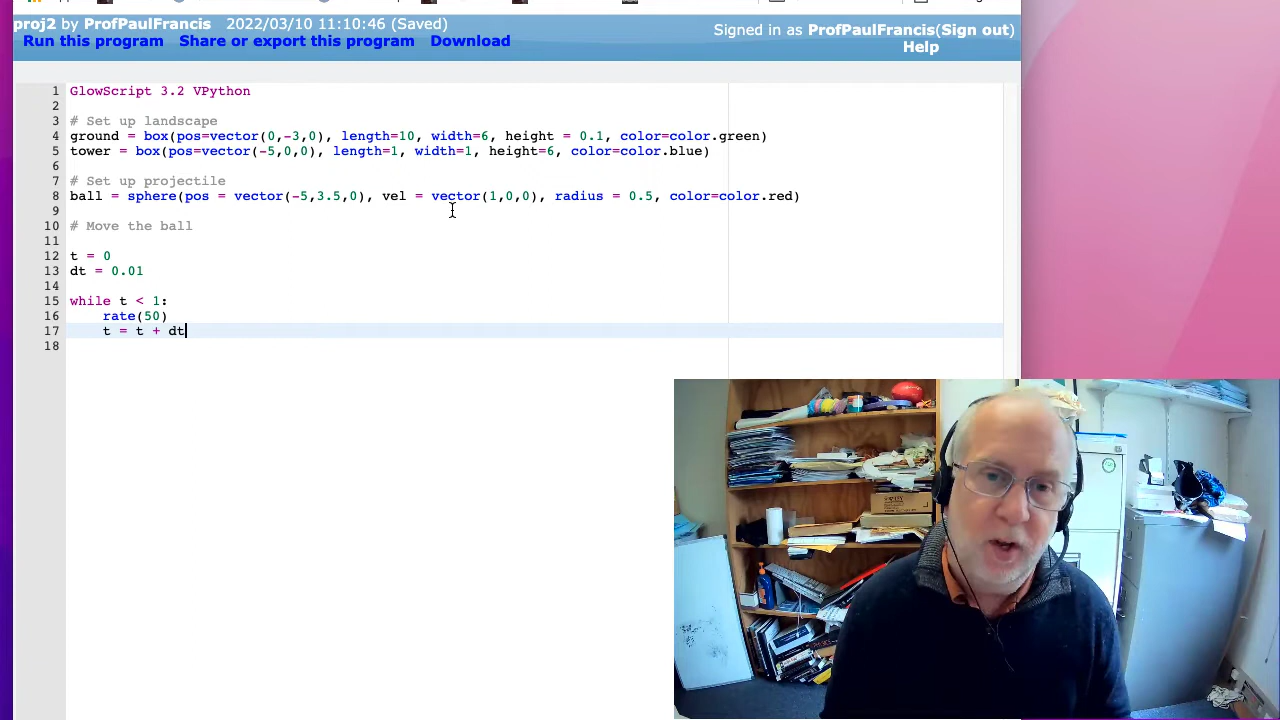 proj2 by ProfPaulFrancis 2022/03/10 11:10:46 (Saved)
Run this program Share or export this program Download
Signed in as ProfPaulFrancis(Sign out)
Help
1 GlowScript 3.2 VPython
2
3 # Set up landscape
4 ground = box(pos=vector(0,-3,0), length=10, width=6, height = 0.1, color=color.green)
5 tower = box(pos=vector(-5,0,0), length=1, width=1, height=6, color=color.blue)
6
7 # Set up projectile
8 ball = sphere(pos = vector(-5,3.5,0), vel = vector(1,0,0), radius = 0.5, color=color.red)
9
10 # Move the ball
11
12 t = 0
13 dt = 0.01
14
15 while t < 1:
16 rate(50)
17 t = t + dt
18